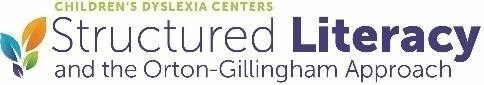 CHILDREN'S DYSLEXIA CENTERS
Structured Literacy
and the Orton-Gillingham Approach